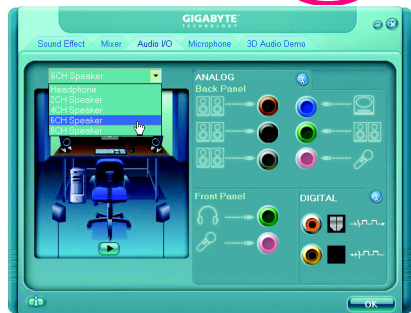 GIGABYTE
TECHNOLOGY
Sound Effect Mixer Audio I/O Microphone 3D Audio Demo
6CH Speaker
Headphone
2CH Speaker
4CH Speaker
6CH Speaker
8CH Speaker
ANALOG
Back Panel
Front Panel
DIGITAL
OK